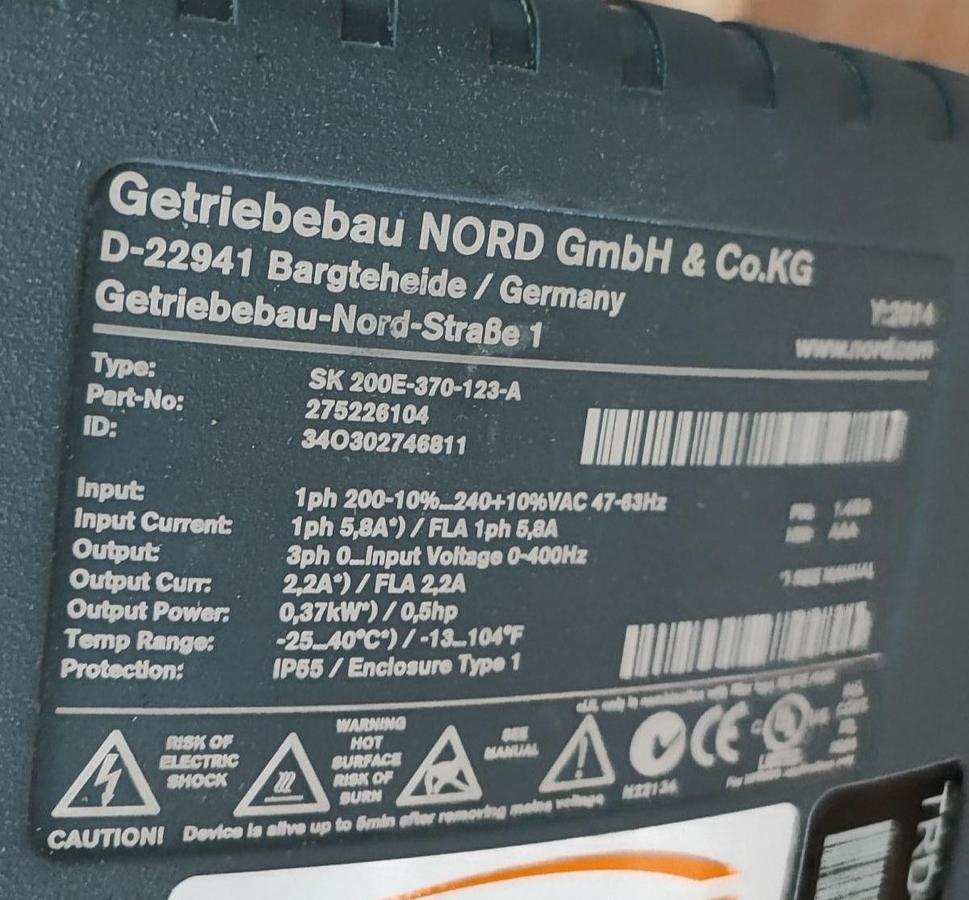 Getriebebau NORD GmbH & Co.KG
D-22941 Bargteheide / Germany
Getriebebau-Nord-Straße 1
Y:2014
www.nord.com
Type: SK 200E-370-123-A
Part-No: 275226104
ID: 34O302746811
Input: 1ph 200-10%...240+10%VAC 47-63Hz
Input Current: 1ph 5,8A*) / FLA 1ph 5,8A
Output: 3ph 0...Input Voltage 0-400Hz
Output Curr: 2,2A*) / FLA 2,2A
Output Power: 0,37kW*) / 0,5hp
Temp Range: -25...40°C*) / -13...104°F
Protection: IP55 / Enclosure Type 1
MANUAL
RISK OF
ELECTRIC
SHOCK
WARNING
HOT
SURFACE
RISK OF
BURN
SEE
MANUAL
CE
LISTED
CAUTION! Device is alive up to 5min after removing mains voltage